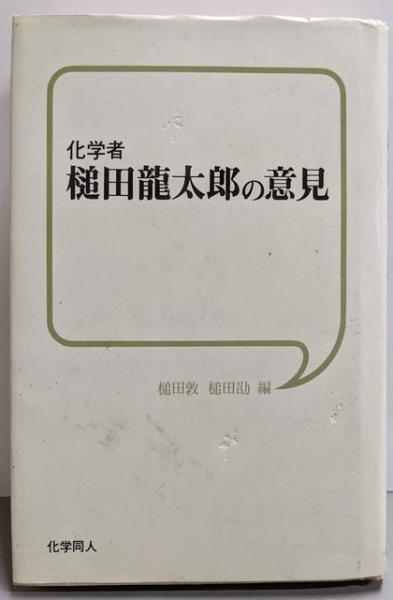 化学者
槌田龍太郎の意見
槌田敦 槌田劭 編
化学同人